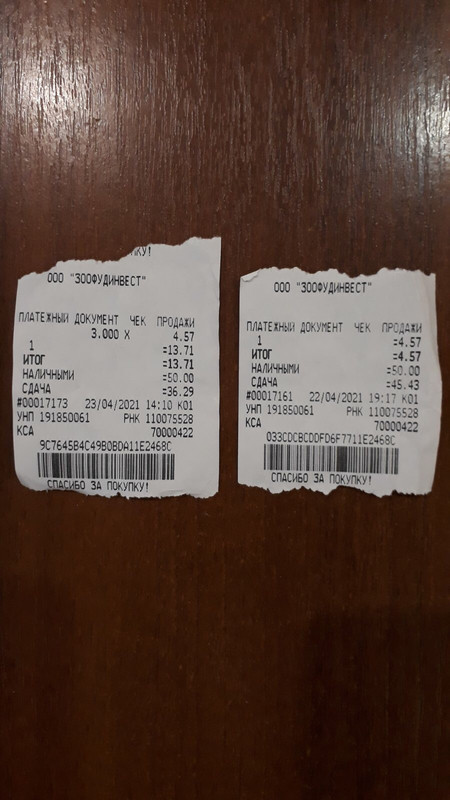 ПКУ!
ООО "ЗООФУДИНВЕСТ"
ПЛАТЕЖНЫЙ ДОКУМЕНТ ЧЕК ПРОДАЖИ
3.000 X 4.57
1 =13.71
ИТОГ =13.71
НАЛИЧНЫМИ =50.00
СДАЧА =36.29
#00017173 23/04/2021 14:10 К01
УНП 191850061 РНК 110075528
КСА 70000422
9C7645B4C49B0BDA11E2468C
СПАСИБО ЗА ПОКУПКУ!
ООО "ЗООФУДИНВЕСТ"
ПЛАТЕЖНЫЙ ДОКУМЕНТ ЧЕК ПРОДАЖИ
1 =4.57
ИТОГ =4.57
НАЛИЧНЫМИ =50.00
СДАЧА =45.43
#00017161 22/04/2021 19:17 К01
УНП 191850061 РНК 110075528
КСА 70000422
033CDCBCDDFD6F7711E2468C
СПАСИБО ЗА ПОКУПКУ!